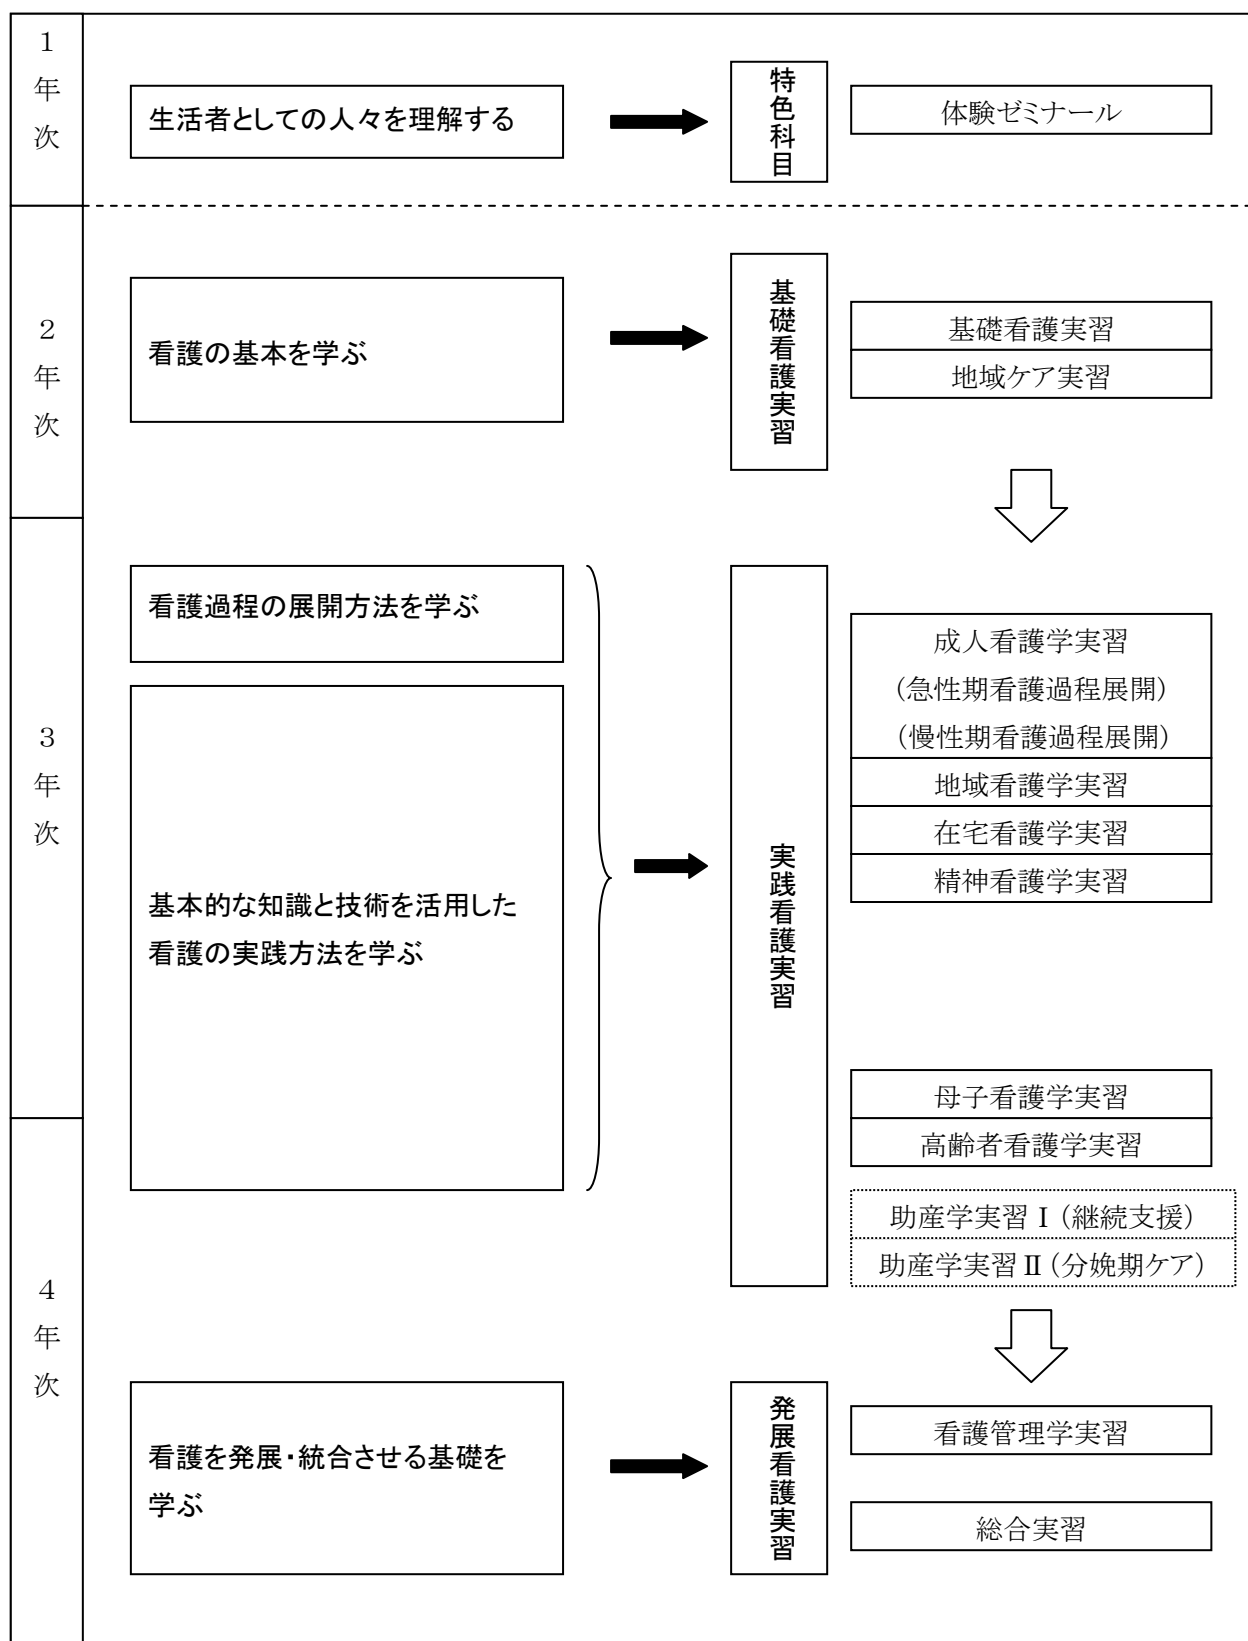 1年次
生活者としての人々を理解する
特色科目
体験ゼミナール
2年次
看護の基本を学ぶ
基礎看護実習
基礎看護実習
地域ケア実習
3年次
看護過程の展開方法を学ぶ
基本的な知識と技術を活用した
看護の実践方法を学ぶ
実践看護実習
成人看護学実習
(急性期看護過程展開)
(慢性期看護過程展開)
地域看護学実習
在宅看護学実習
精神看護学実習
母子看護学実習
高齢者看護学実習
助産学実習Ⅰ(継続支援)
助産学実習Ⅱ(分娩期ケア)
4年次
看護を発展・統合させる基礎を
学ぶ
発展看護実習
看護管理学実習
総合実習